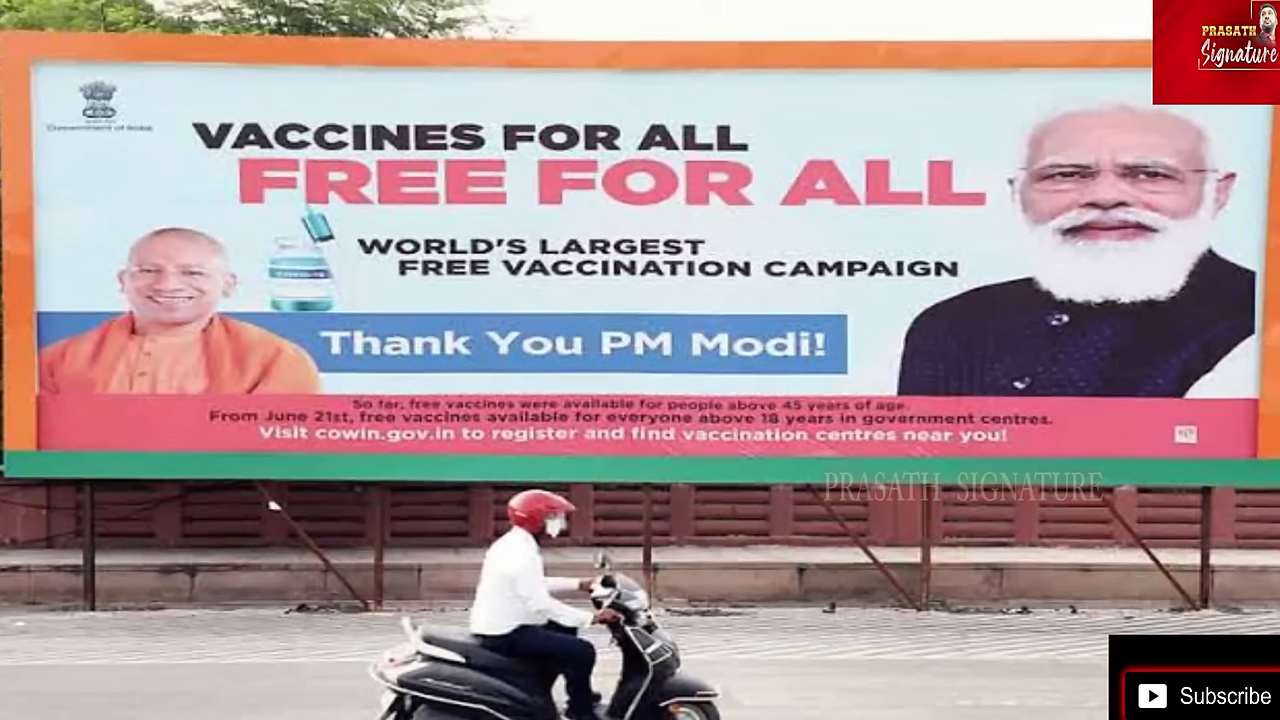 PRASATH
Signature
Government of India
VACCINES FOR ALL
FREE FOR ALL
WORLD'S LARGEST
FREE VACCINATION CAMPAIGN
Thank You PM Modi!
So far, free vaccines were available for people above 45 years of age.
From June 21st, free vaccines available for everyone above 18 years in government centres.
Visit cowin.gov.in to register and find vaccination centres near you!
PRASATH SIGNATURE
Subscribe